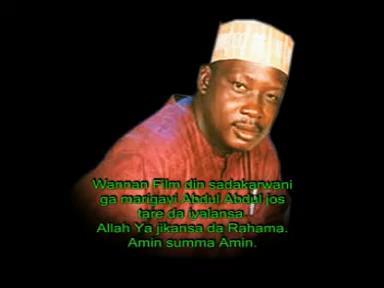 Wannan Film din sadakarwani
ga marigayi Abdul Abdul jos
tare da iyalansa.
Allah Ya jikansa da Rahama.
Amin summa Amin.